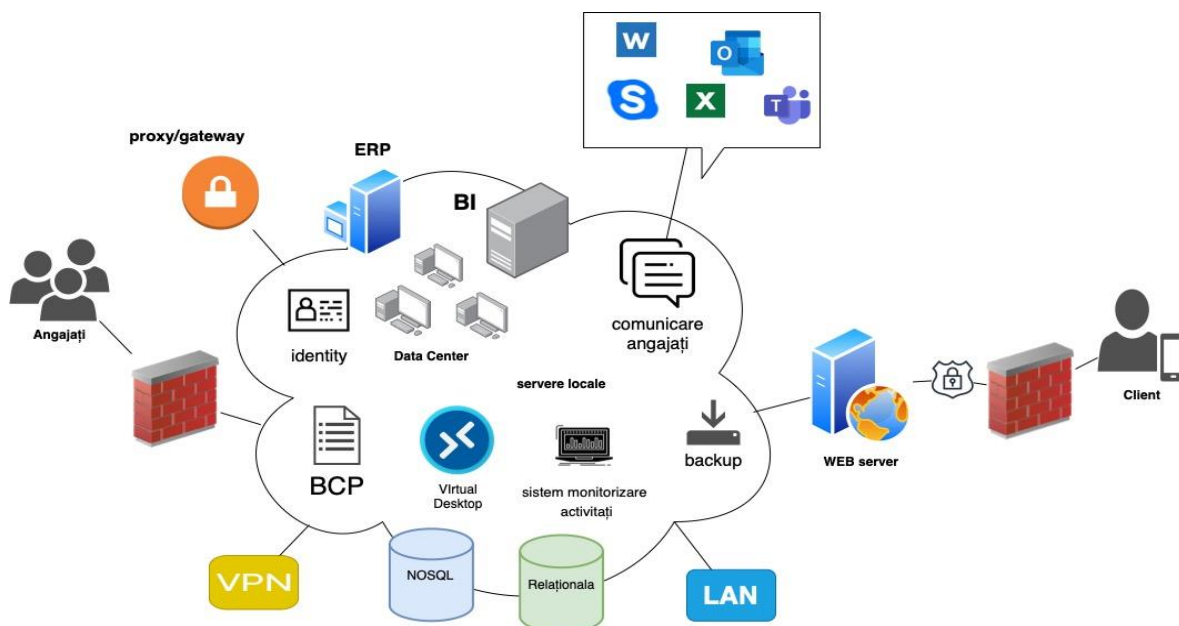 W
O
S
X
T
proxy/gateway
ERP
BI
Angajați
identity
Data Center
comunicare
angajați
servere locale
Client
BCP
VIrtual
Desktop
sistem monitorizare
activitați
backup
WEB server
VPN
NOSQL
Relaționala
LAN